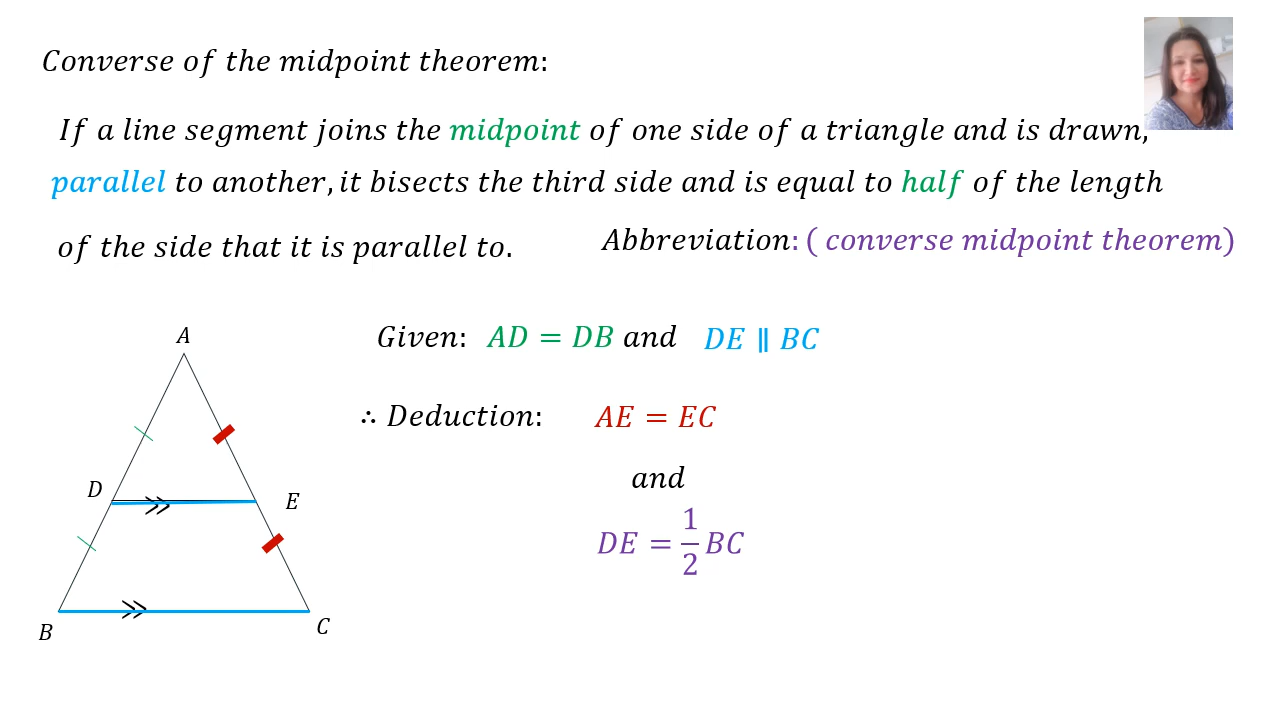 Converse of the midpoint theorem:
If a line segment joins the midpoint of one side of a triangle and is drawn,
parallel to another, it bisects the third side and is equal to half of the length
of the side that it is parallel to.
Abbreviation: ( converse midpoint theorem)
A
D
E
B
C
Given: AD = DB and DE ∥ BC
∴ Deduction: AE = EC
and
DE = 1/2 BC